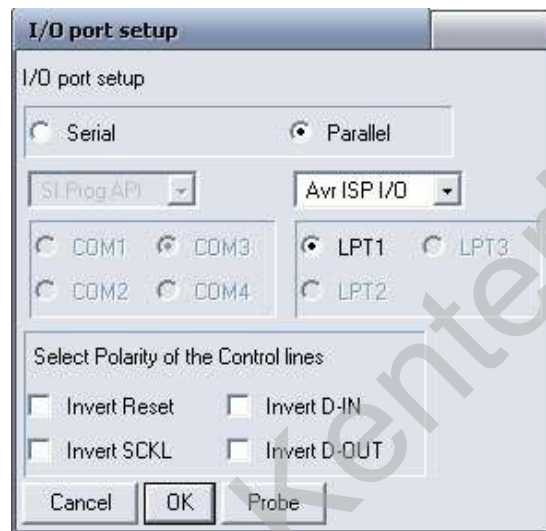 I/O port setup
I/O port setup
Serial Parallel
SI Prog API Avr ISP I/O
COM1 COM3 LPT1 LPT3
COM2 COM4 LPT2
Select Polarity of the Control lines
Invert Reset Invert D-IN
Invert SCKL Invert D-OUT
Cancel OK Probe
Kente